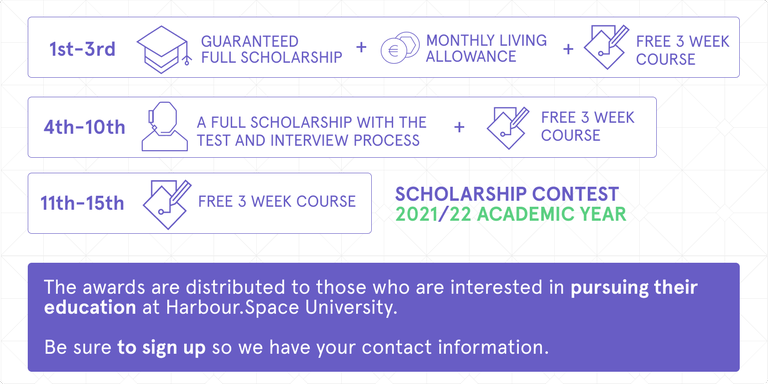 1st-3rd
GUARANTEED
FULL SCHOLARSHIP
+
€
MONTHLY LIVING
ALLOWANCE
+
FREE 3 WEEK
COURSE
4th-10th
A FULL SCHOLARSHIP WITH THE
TEST AND INTERVIEW PROCESS
+
FREE 3 WEEK
COURSE
11th-15th
FREE 3 WEEK COURSE
SCHOLARSHIP CONTEST
2021/22 ACADEMIC YEAR
The awards are distributed to those who are interested in pursuing their
education at Harbour.Space University.
Be sure to sign up so we have your contact information.